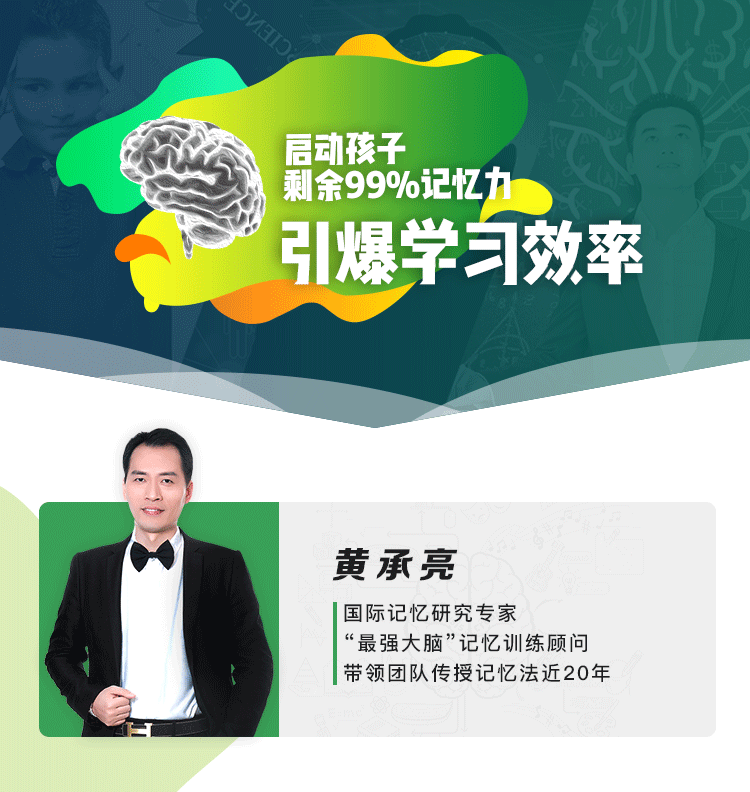 启动孩子
剩余99%记忆力
引爆学习效率
黄承亮
国际记忆研究专家
“最强大脑”记忆训练顾问
带领团队传授记忆法近20年